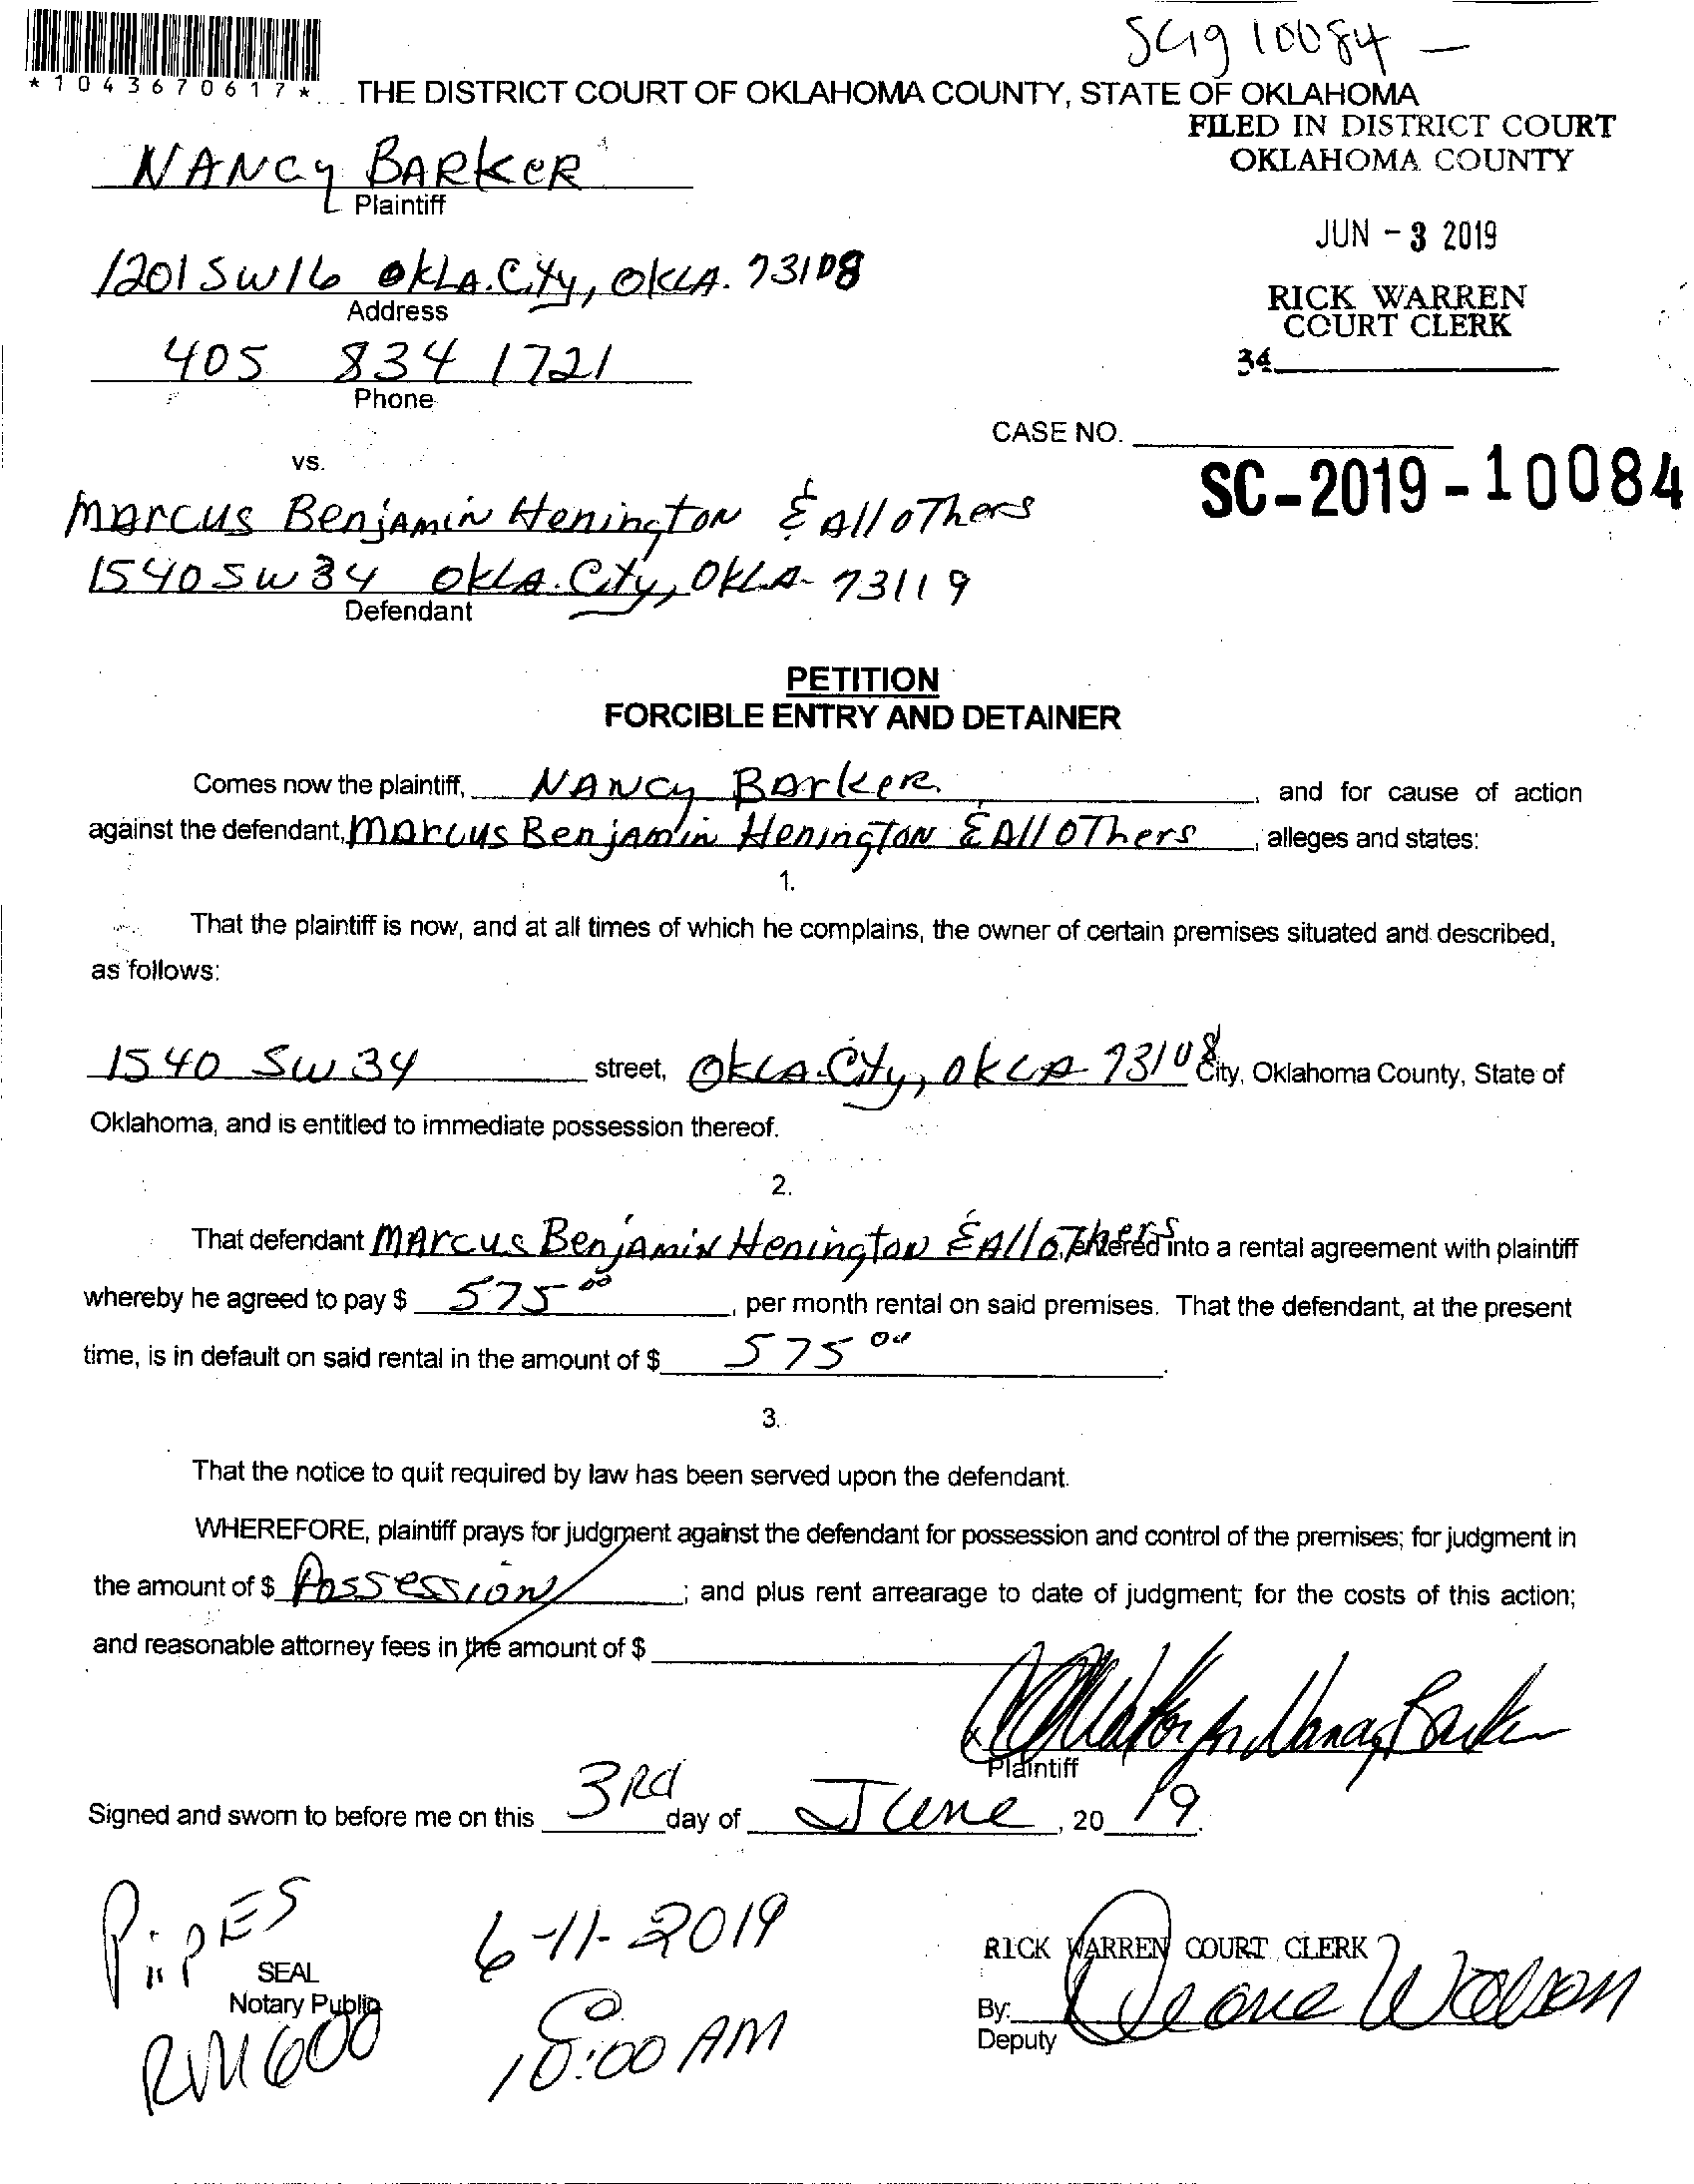 SC19 10084 -
*1043670617*
THE DISTRICT COURT OF OKLAHOMA COUNTY, STATE OF OKLAHOMA
FILED IN DISTRICT COURT
OKLAHOMA COUNTY
NANCy BARKeR
Plaintiff
JUN - 3 2019
1201 SW 16 OKLA. City, OKLA. 73108
Address
RICK WARREN
COURT CLERK
405 834 1721
Phone
34
CASE NO.
SC-2019-10084
vs.
Marcus Benjamin Henington & All oThers
1540 SW 34 OKLA. City, OKLA- 73119
Defendant
PETITION
FORCIBLE ENTRY AND DETAINER
Comes now the plaintiff, NANCy BArkeR, and for cause of action
against the defendant, Marcus Benjamin Henington & All oThers, alleges and states:
1.
That the plaintiff is now, and at all times of which he complains, the owner of certain premises situated and described,
as follows:
1540 SW 34 street, OKLA. City, OKLA 73108 City, Oklahoma County, State of
Oklahoma, and is entitled to immediate possession thereof.
2.
That defendant MArcus Benjamin Henington & All oThers, entered into a rental agreement with plaintiff
whereby he agreed to pay $ 575 00, per month rental on said premises. That the defendant, at the present
time, is in default on said rental in the amount of $ 575 00.
3.
That the notice to quit required by law has been served upon the defendant.
WHEREFORE, plaintiff prays for judgment against the defendant for possession and control of the premises; for judgment in
the amount of $ Possession; and plus rent arrearage to date of judgment; for the costs of this action;
and reasonable attorney fees in the amount of $
for Nancy Barker
Plaintiff
Signed and sworn to before me on this 3Rd day of June, 20 19.
PiPES
SEAL
Notary Public
RM 600
6-11-2019
@
10:00 AM
RICK WARREN COURT CLERK
By:
Deputy